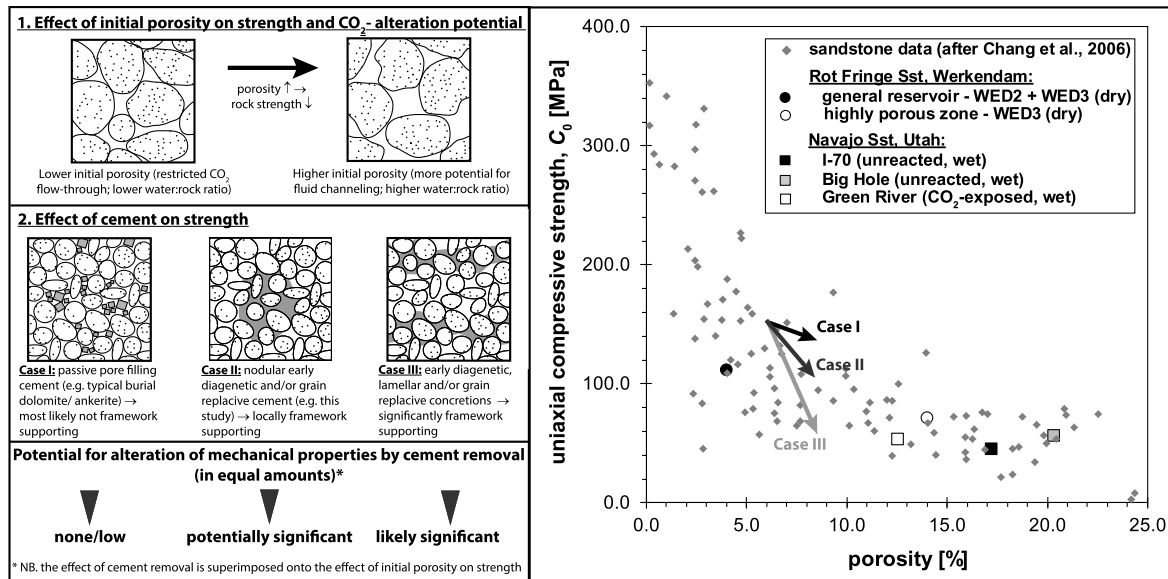 1. Effect of initial porosity on strength and CO2- alteration potential
porosity ↑ →
rock strength ↓
Lower initial porosity (restricted CO2
flow-through; lower water:rock ratio)
Higher initial porosity (more potential for
fluid channeling; higher water:rock ratio)
2. Effect of cement on strength
Case I: passive pore filling
cement (e.g. typical burial
dolomite/ ankerite) →
most likely not framework
supporting
Case II: nodular early
diagenetic and/or grain
replacive cement (e.g. this
study) → locally framework
supporting
Case III: early diagenetic,
lamellar and/or grain
replacive concretions →
significantly framework
supporting
Potential for alteration of mechanical properties by cement removal
(in equal amounts)*
none/low
potentially significant
likely significant
* NB. the effect of cement removal is superimposed onto the effect of initial porosity on strength
uniaxial compressive strength, C0 [MPa]
400.0
300.0
200.0
100.0
0.0
sandstone data (after Chang et al., 2006)
Rot Fringe Sst, Werkendam:
general reservoir - WED2 + WED3 (dry)
highly porous zone - WED3 (dry)
Navajo Sst, Utah:
I-70 (unreacted, wet)
Big Hole (unreacted, wet)
Green River (CO2-exposed, wet)
Case I
Case II
Case III
0.0 5.0 10.0 15.0 20.0 25.0
porosity [%]